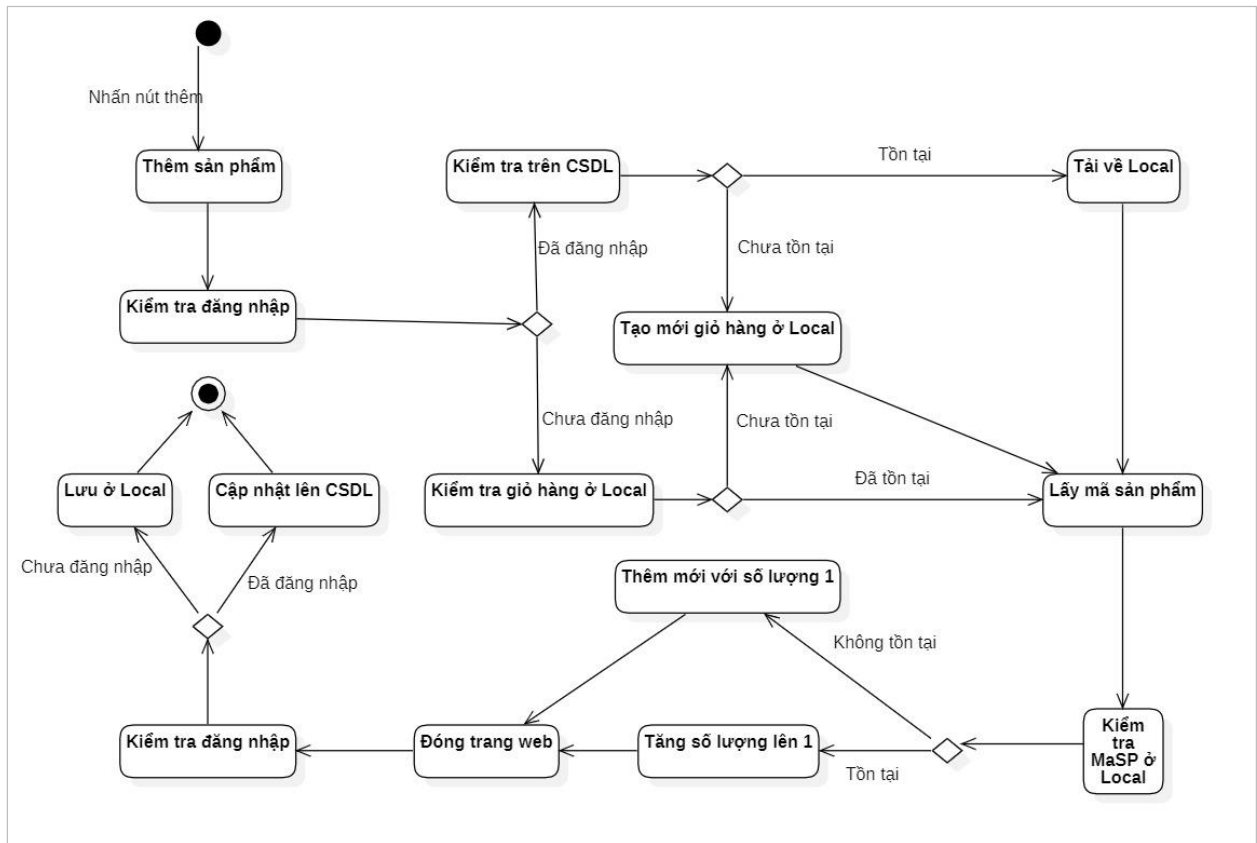 Nhấn nút thêm
Thêm sản phẩm
Kiểm tra trên CSDL
Tồn tại
Tải về Local
Đã đăng nhập
Chưa tồn tại
Kiểm tra đăng nhập
Tạo mới giỏ hàng ở Local
Chưa đăng nhập
Chưa tồn tại
Lưu ở Local
Cập nhật lên CSDL
Kiểm tra giỏ hàng ở Local
Đã tồn tại
Lấy mã sản phẩm
Chưa đăng nhập
Đã đăng nhập
Thêm mới với số lượng 1
Không tồn tại
Kiểm tra đăng nhập
Đóng trang web
Tăng số lượng lên 1
Tồn tại
Kiểm
tra
MaSP ở
Local